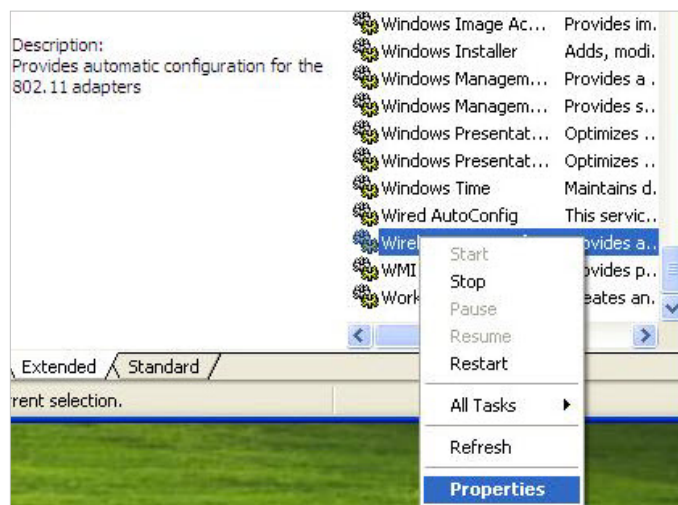 Description:
Provides automatic configuration for the
802.11 adapters
Windows Image Ac... Provides im.
Windows Installer Adds, modi.
Windows Managem... Provides a .
Windows Managem... Provides s..
Windows Presentat... Optimizes ..
Windows Presentat... Optimizes ..
Windows Time Maintains d.
Wired AutoConfig This servic..
Wirel ovides a..
WMI ovides p..
Work eates an.
Start
Stop
Pause
Resume
Restart
All Tasks
Refresh
Properties
Extended Standard
rent selection.